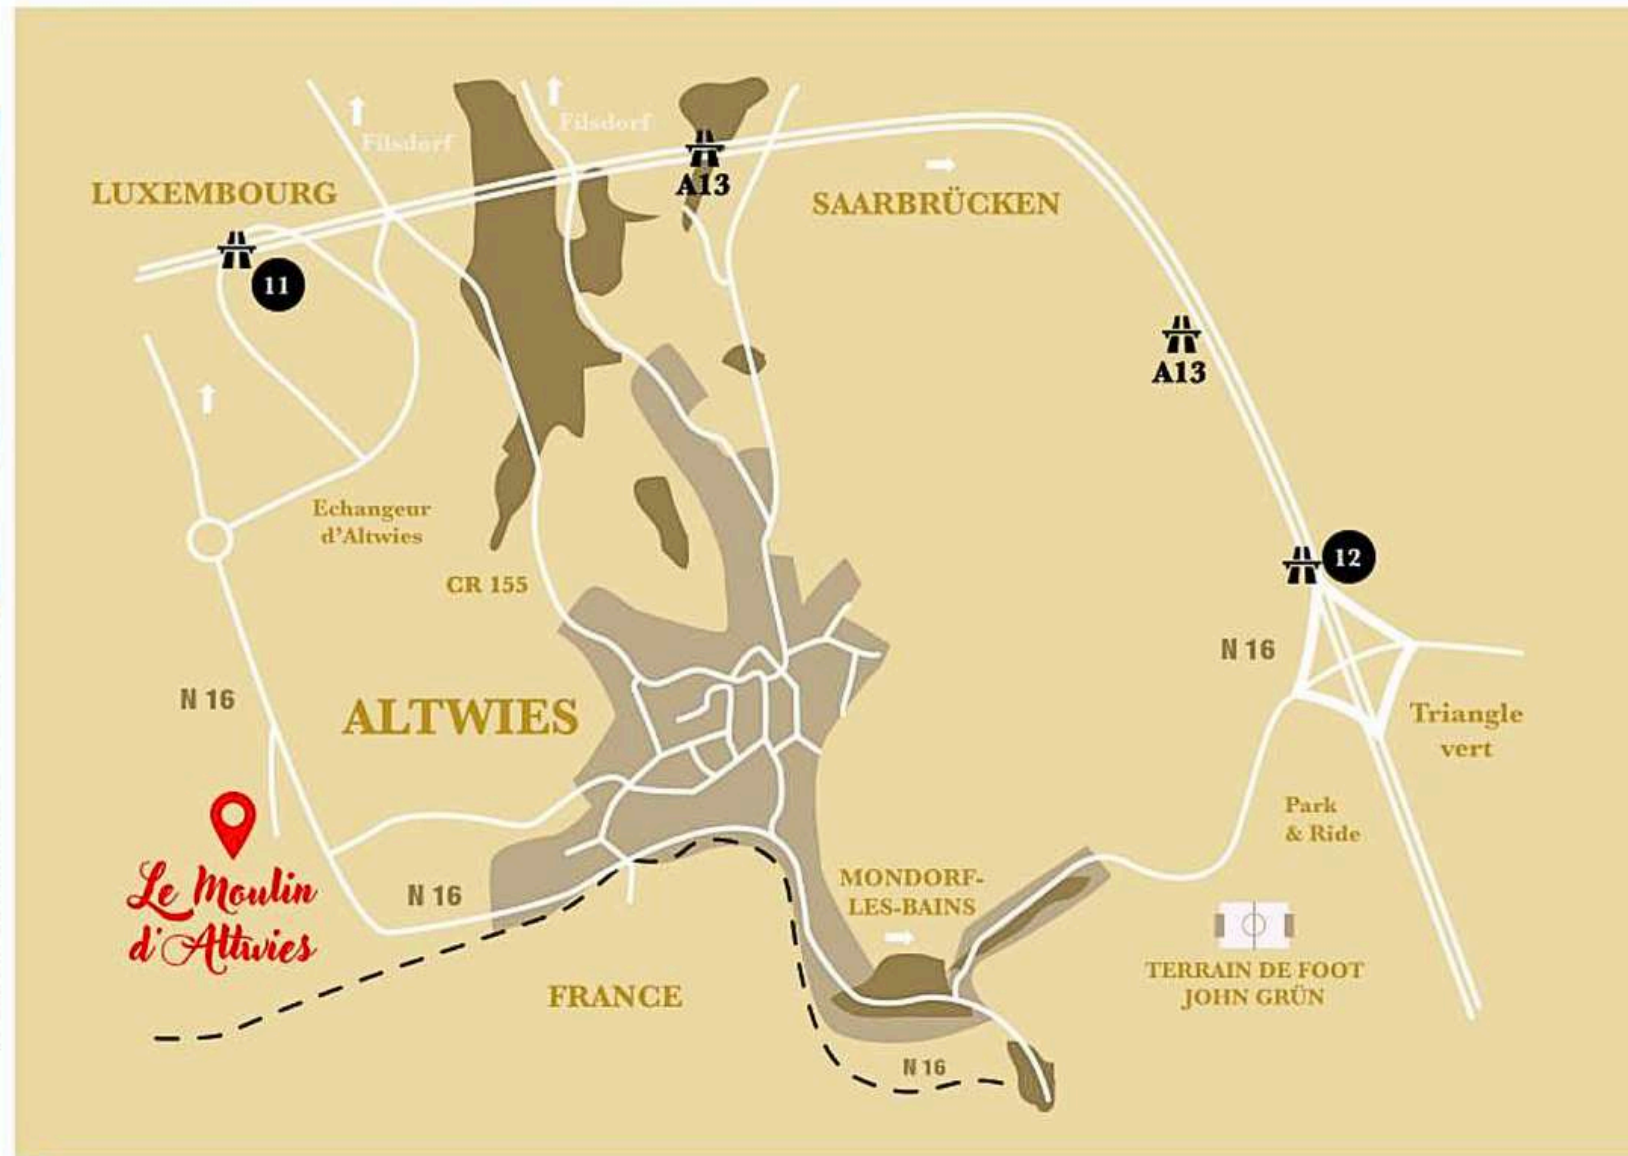 Filsdorf
Filsdorf
LUXEMBOURG
A13
SAARBRÜCKEN
11
A13
Echangeur
d'Altwies
12
CR 155
N 16
N 16
ALTWIES
Triangle
vert
Park
& Ride
Le Moulin
d'Altwies
N 16
MONDORF-
LES-BAINS
FRANCE
TERRAIN DE FOOT
JOHN GRÜN
N 16